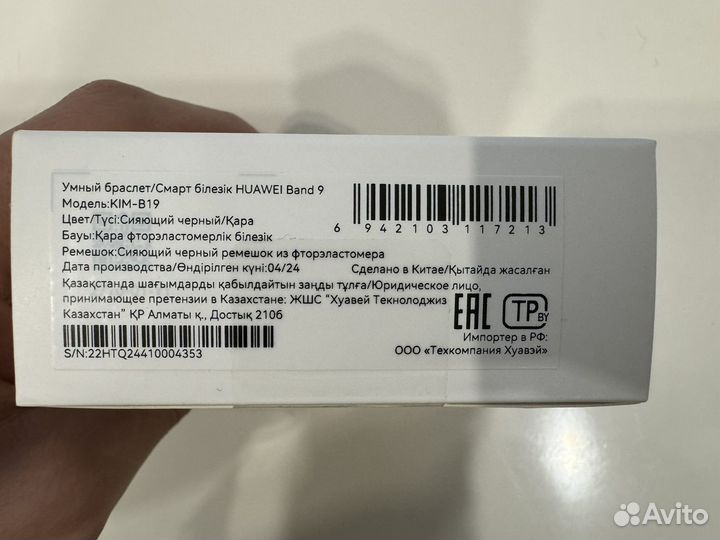 Умный браслет/Смарт білезік HUAWEI Band 9
Модель:KIM-B19
Цвет/Түсі:Сияющий черный/Қара
Бауы:Қара фторэластомерлік білезік
Ремешок:Сияющий черный ремешок из фторэластомера
Дата производства/Өндірілген күні:04/24
6 942103 117213
Сделано в Китае/Қытайда жасалған
Қазақстанда шағымдарды қабылдайтын заңды тұлға/Юридическое лицо,
принимающее претензии в Казахстане: ЖШС "Хуавей Текнолоджиз
Казахстан" ҚР Алматы қ., Достық 210б
S/N:22HTQ24410004353
EAC
TP BY
Импортер в РФ:
ООО «Техкомпания Хуавэй»
Avito